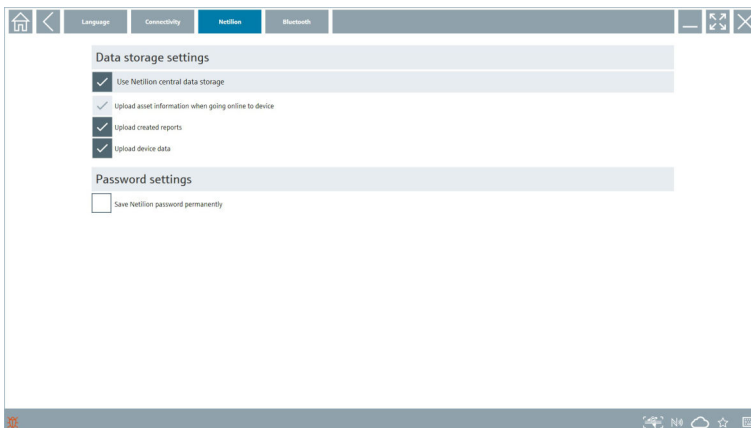 Language Connectivity Netilion Bluetooth
Data storage settings
Use Netilion central data storage
Upload asset information when going online to device
Upload created reports
Upload device data
Password settings
Save Netilion password permanently